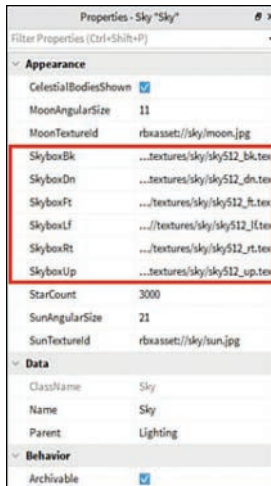 Properties - Sky "Sky"
Filter Properties (Ctrl+Shift+P)
Appearance
CelestialBodiesShown
MoonAngularSize 11
MoonTextureId rbxasset://sky/moon.jpg
SkyboxBk ...textures/sky/sky512_bk.tex
SkyboxDn ...textures/sky/sky512_dn.tex
SkyboxFt .../textures/sky/sky512_ft.tex
SkyboxLf ...//textures/sky/sky512_lf.tex
SkyboxRt .../textures/sky/sky512_rt.tex
SkyboxUp ...textures/sky/sky512_up.tex
StarCount 3000
SunAngularSize 21
SunTextureId rbxasset://sky/sun.jpg
Data
ClassName Sky
Name Sky
Parent Lighting
Behavior
Archivable